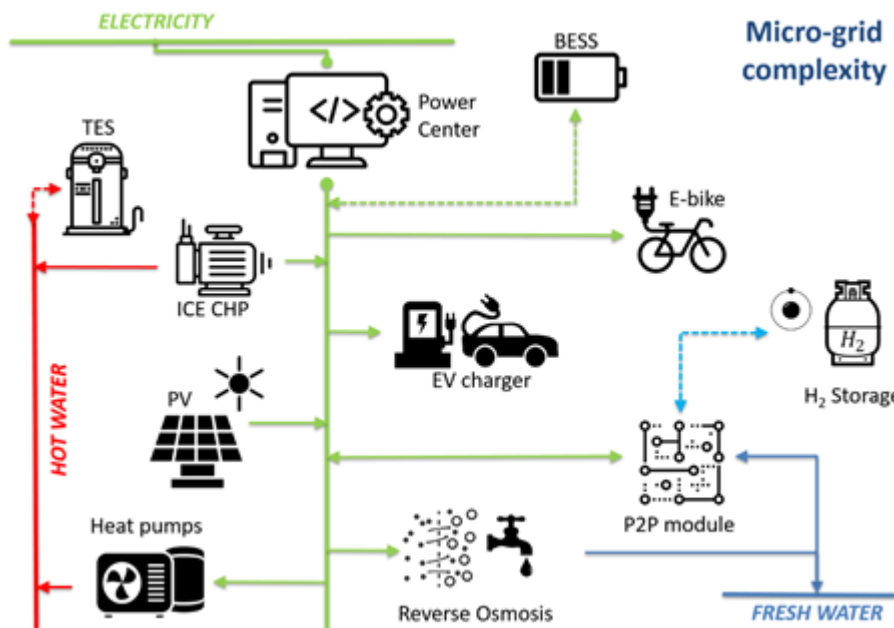 ELECTRICITY
BESS
Micro-grid
complexity
</>
Power
Center
TES
E-bike
ICE CHP
H₂
EV charger
H₂ Storage
PV
HOT WATER
P2P module
Heat pumps
Reverse Osmosis
FRESH WATER